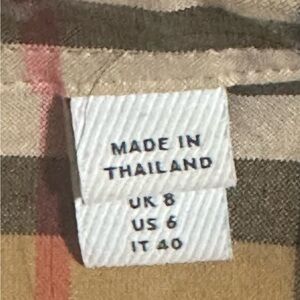 MADE IN
THAILAND
UK 8
US 6
IT 40